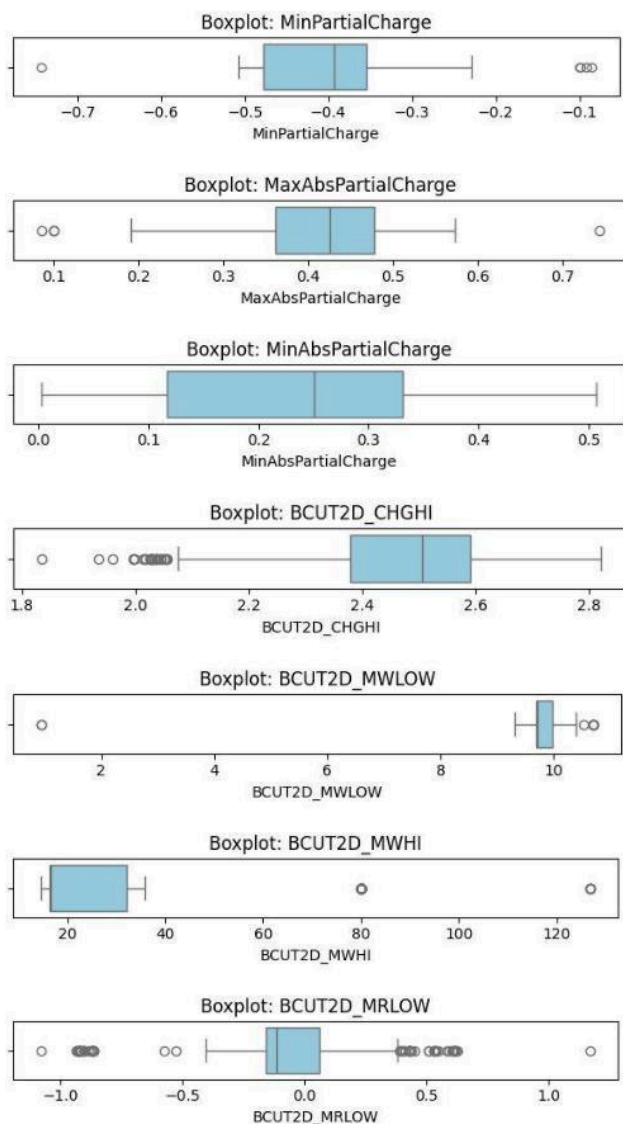 Boxplot: MinPartialCharge
−0.7 −0.6 −0.5 −0.4 −0.3 −0.2 −0.1
MinPartialCharge
Boxplot: MaxAbsPartialCharge
0.1 0.2 0.3 0.4 0.5 0.6 0.7
MaxAbsPartialCharge
Boxplot: MinAbsPartialCharge
0.0 0.1 0.2 0.3 0.4 0.5
MinAbsPartialCharge
Boxplot: BCUT2D_CHGHI
1.8 2.0 2.2 2.4 2.6 2.8
BCUT2D_CHGHI
Boxplot: BCUT2D_MWLOW
2 4 6 8 10
BCUT2D_MWLOW
Boxplot: BCUT2D_MWHI
20 40 60 80 100 120
BCUT2D_MWHI
Boxplot: BCUT2D_MRLOW
−1.0 −0.5 0.0 0.5 1.0
BCUT2D_MRLOW